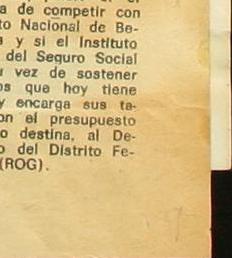 a de competir con
to Nacional de Be-
s y si el Instituto
del Seguro Social
u vez de sostener
os que hoy tiene
y encarga sus ta-
on el presupuesto
o destina, al De-
o del Distrito Fe-
(ROG).